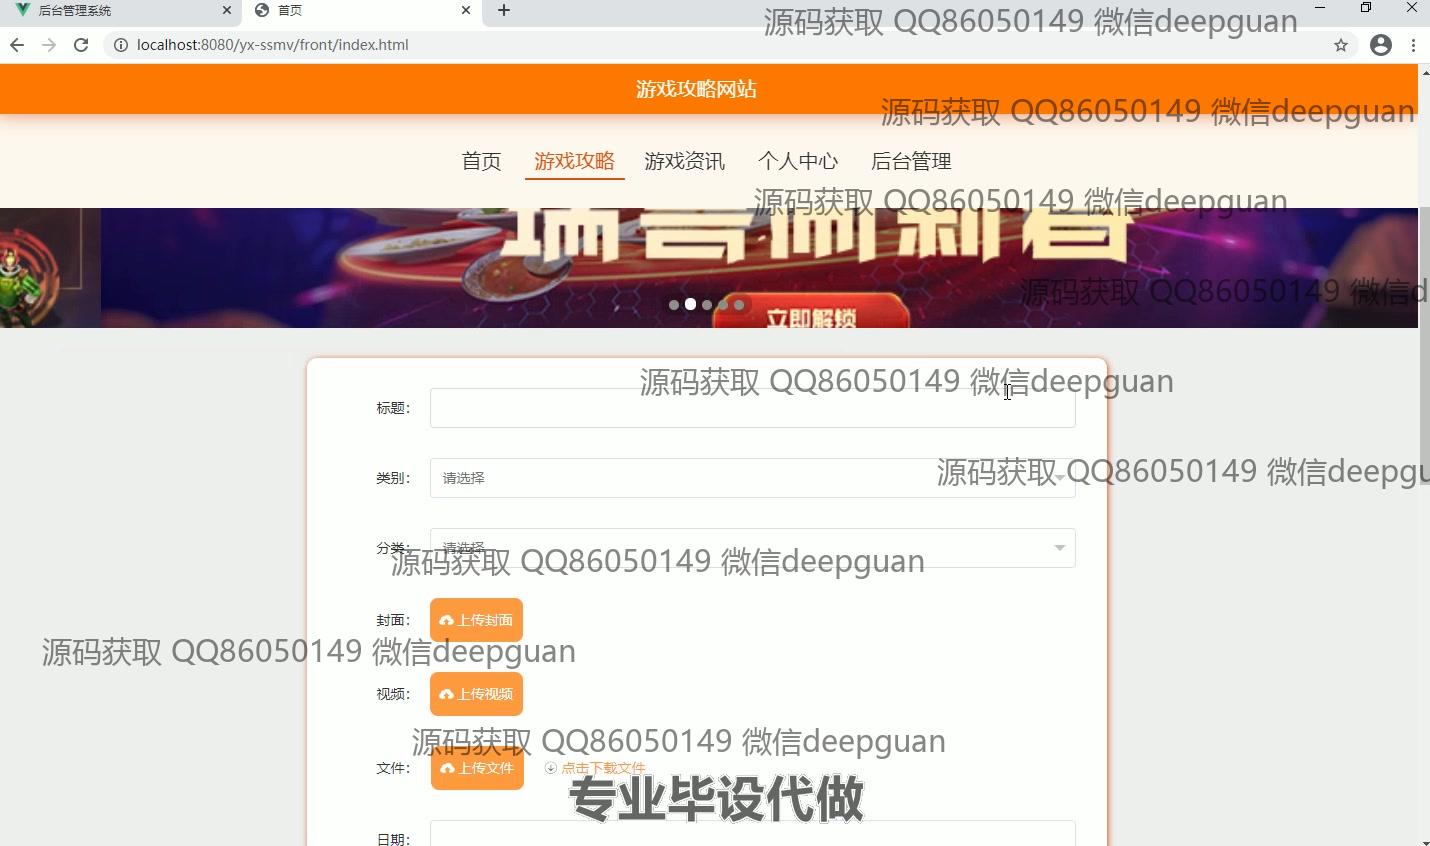 后台管理系统
首页
源码获取 QQ86050149 微信deepguan
localhost:8080/yx-ssmv/front/index.html
游戏攻略网站
源码获取 QQ86050149 微信deepguan
首页 游戏攻略 游戏资讯 个人中心 后台管理
源码获取 QQ86050149 微信deepguan
源码获取 QQ86050149 微信d
立即解锁
源码获取 QQ86050149 微信deepguan
标题:
源码获取 QQ86050149 微信deepgu
类别: 请选择
分类: 请选择
源码获取 QQ86050149 微信deepguan
封面: 上传封面
源码获取 QQ86050149 微信deepguan
视频: 上传视频
源码获取 QQ86050149 微信deepguan
文件: 上传文件 点击下载文件
专业毕设代做
日期: